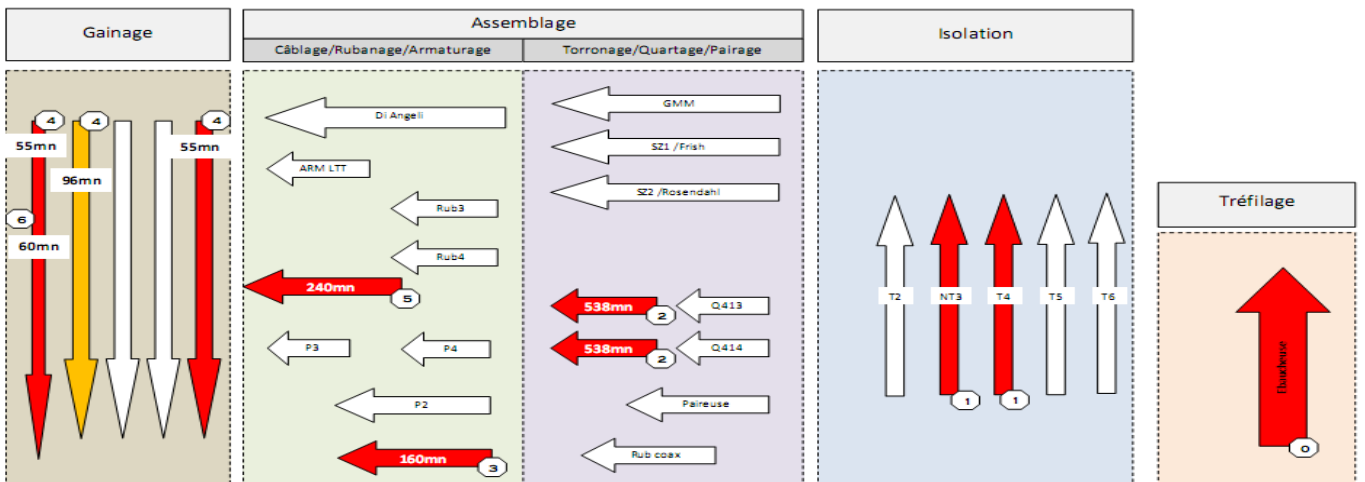 Gainage
Assemblage
Câblage/Rubanage/Armaturage
Torronage/Quartage/Pairage
Isolation
Tréfilage
4
4
4
55mn
55mn
96mn
6
60mn
Di Angeli
ARM LTT
Rub3
Rub4
240mn
5
P3
P4
P2
160mn
3
GMM
SZ1 /Frish
SZ2 /Rosendahl
538mn
2
Q413
538mn
2
Q414
Paireuse
Rub coax
T2
NT3
T4
T5
T6
1
1
Ebaucheuse
0